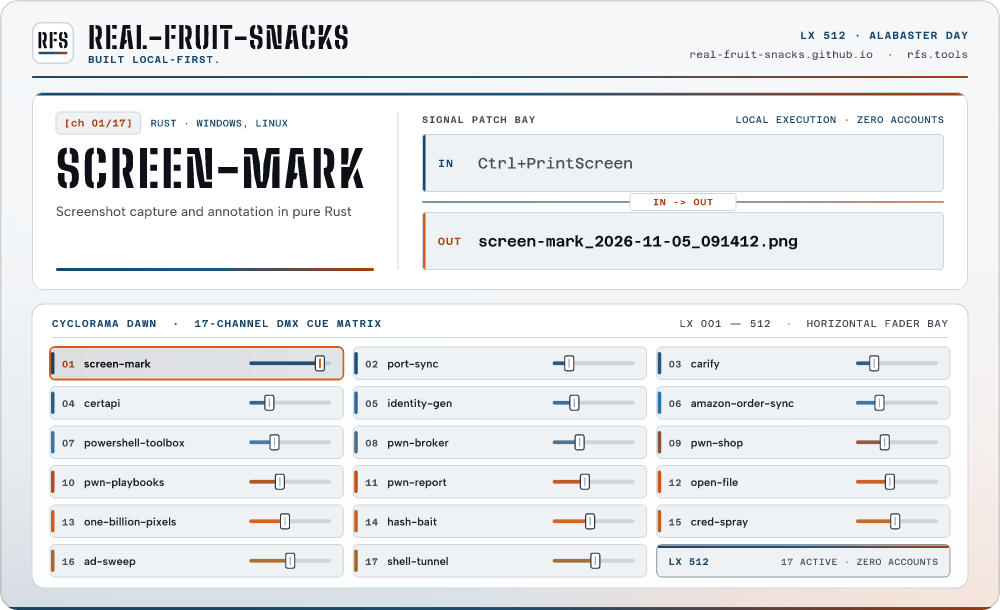 RFS
REAL-FRUIT-SNACKS
BUILT LOCAL-FIRST.
LX 512 · ALABASTER DAY
real-fruit-snacks.github.io · rfs.tools
[ch 01/17] RUST · WINDOWS, LINUX
SCREEN-MARK
Screenshot capture and annotation in pure Rust
SIGNAL PATCH BAY
LOCAL EXECUTION · ZERO ACCOUNTS
IN Ctrl+PrintScreen
IN -> OUT
OUT screen-mark_2026-11-05_091412.png
CYCLORAMA DAWN · 17-CHANNEL DMX CUE MATRIX
LX 001 — 512 · HORIZONTAL FADER BAY
01 screen-mark
02 port-sync
03 carify
04 certapi
05 identity-gen
06 amazon-order-sync
07 powershell-toolbox
08 pwn-broker
09 pwn-shop
10 pwn-playbooks
11 pwn-report
12 open-file
13 one-billion-pixels
14 hash-bait
15 cred-spray
16 ad-sweep
17 shell-tunnel
LX 512 17 ACTIVE · ZERO ACCOUNTS